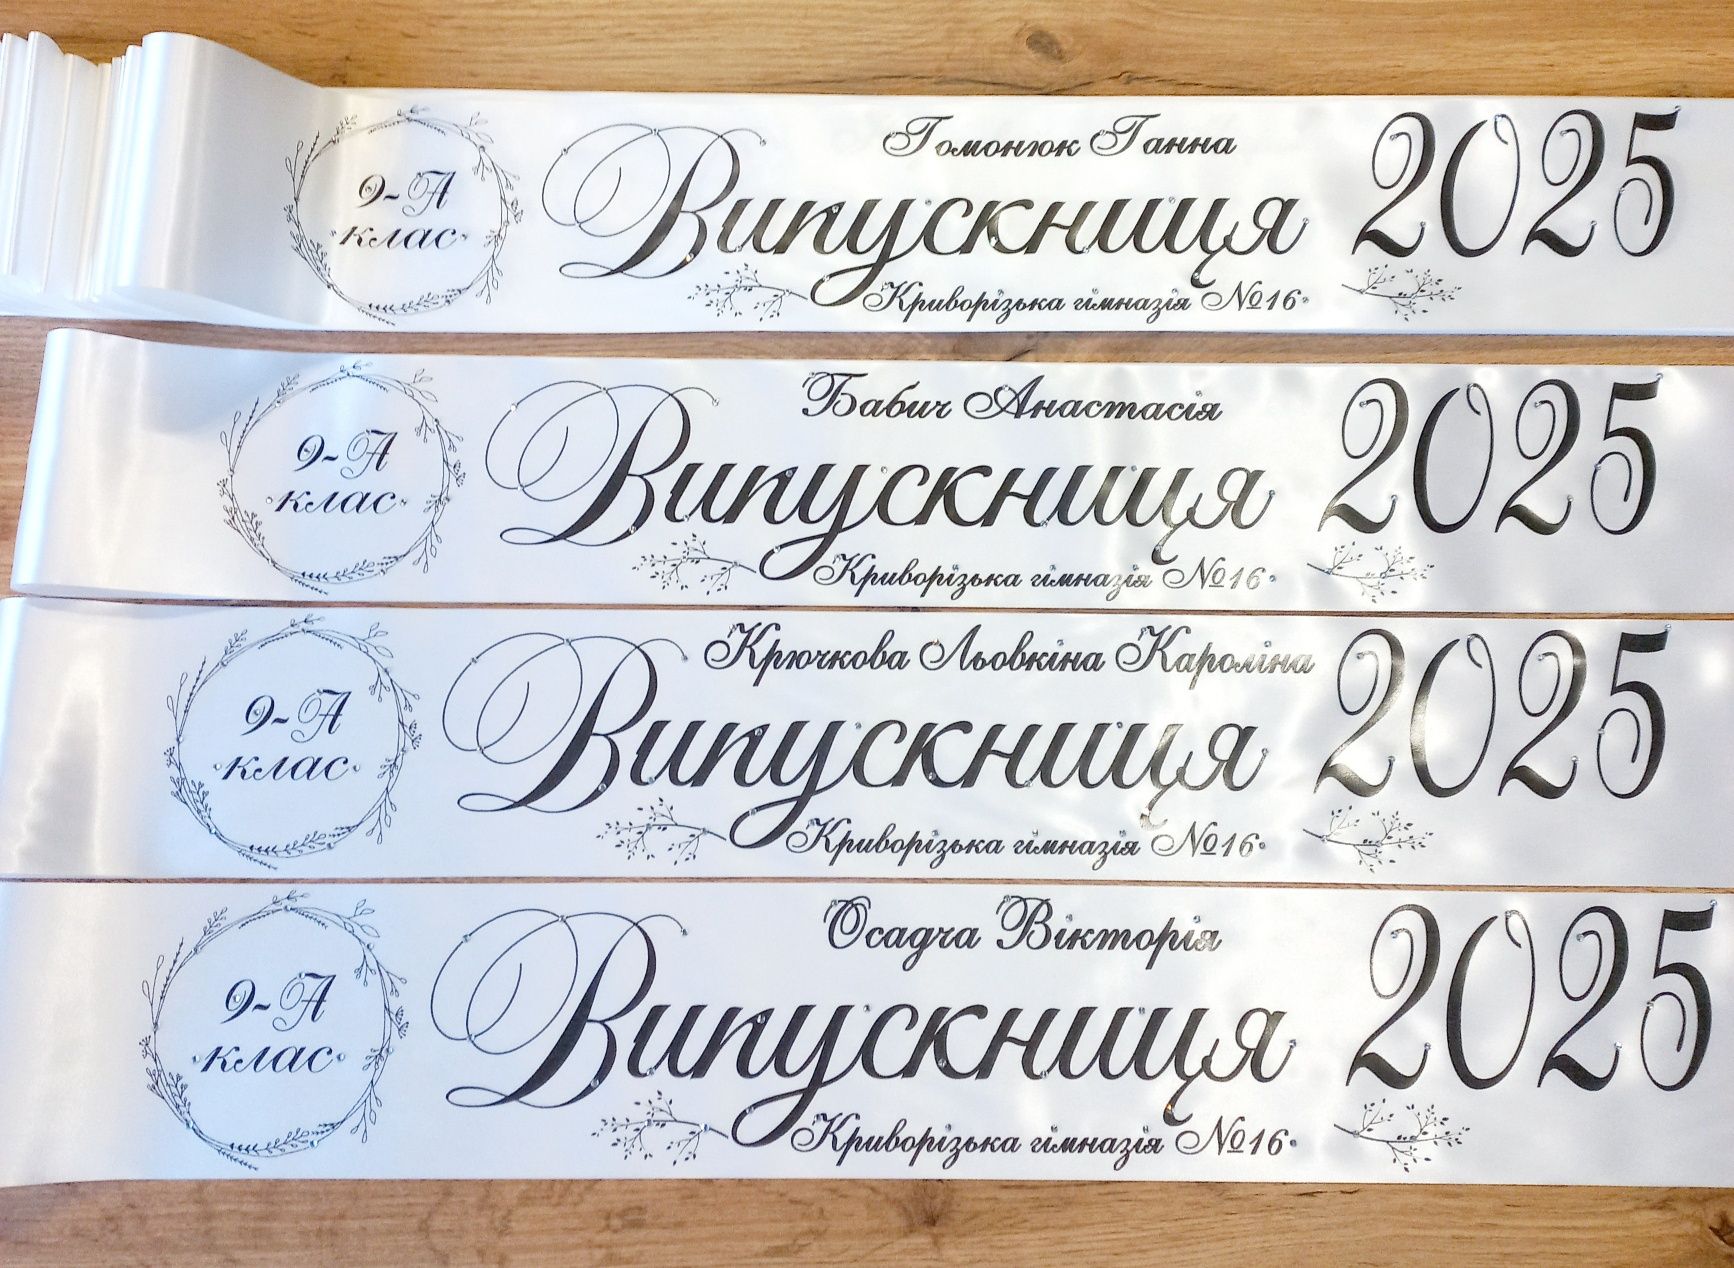 9-А
клас
Гомонюк Ганна
Випускниця
Криворізька гімназія №16
2025
9-А
клас
Бабич Анастасія
Випускниця
Криворізька гімназія №16
2025
9-А
клас
Крючкова Льовкіна Кароліна
Випускниця
Криворізька гімназія №16
2025
9-А
клас
Осадча Вікторія
Випускниця
Криворізька гімназія №16
2025